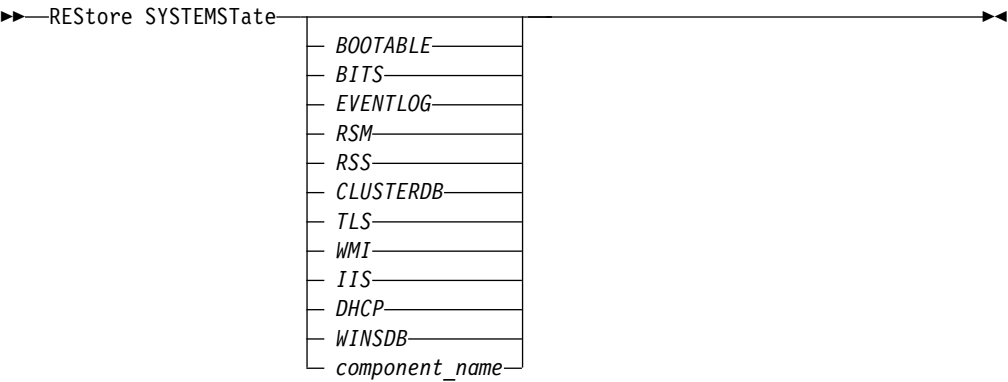 REStore SYSTEMSTate
BOOTABLE
BITS
EVENTLOG
RSM
RSS
CLUSTERDB
TLS
WMI
IIS
DHCP
WINSDB
component_name